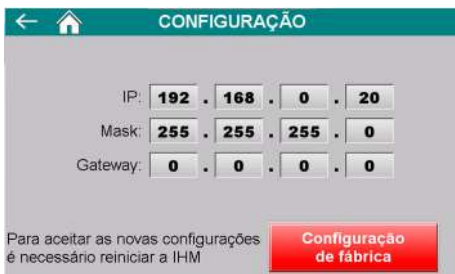 CONFIGURAÇÃO
IP: 192 . 168 . 0 . 20
Mask: 255 . 255 . 255 . 0
Gateway: 0 . 0 . 0 . 0
Para aceitar as novas configurações
é necessário reiniciar a IHM
Configuração
de fábrica